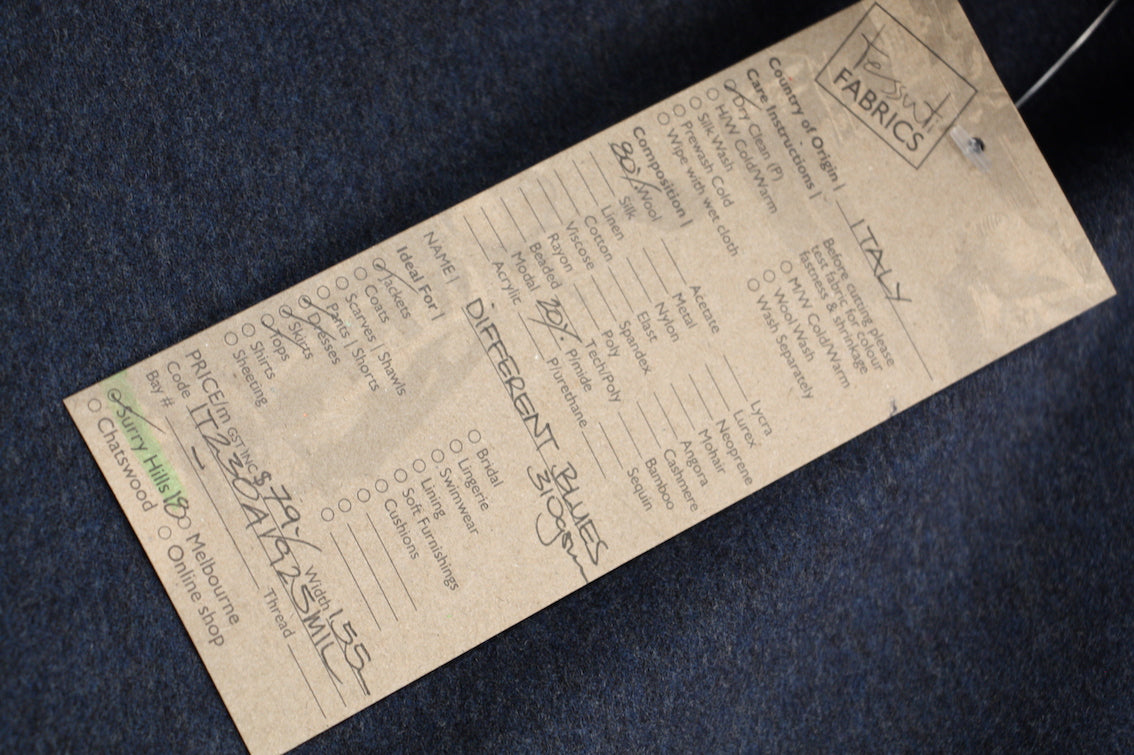 tessuti
FABRICS
Country of Origin | ITALY
Care Instructions |
Dry Clean (P)
H/W Cold/Warm
Silk Wash
Prewash Cold
Wipe with wet cloth
Before cutting please
test fabric for colour
fastness & shrinkage
M/W Cold/Warm
Wool Wash
Wash Separately
Composition |
80% Wool
Silk
Linen
Cotton
Viscose
Rayon
Beaded
Modal
Acrylic
Acetate
Metal
Nylon
Elast
Spandex
Poly
Tech/Poly
20% P/mide
P/urethane
Lycra
Lurex
Neoprene
Mohair
Angora
Cashmere
Bamboo
Sequin
NAME | DIFFERENT BLUES
310gsm
Ideal For |
Jackets
Coats
Scarves | Shawls
Pants | Shorts
Dresses
Skirts
Tops
Shirts
Sheeting
Bridal
Lingerie
Swimwear
Lining
Soft Furnishings
Cushions
PRICE/m GST INC $79 Width 155
Code IT230AV925MIL
Bay # Thread
Surry Hills Melbourne
Chatswood Online shop